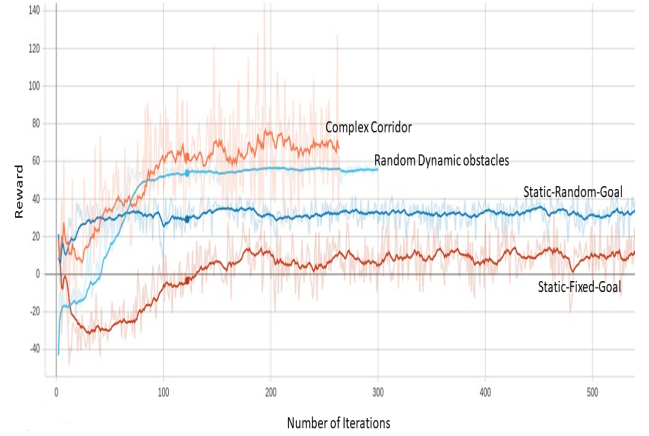 140
120
100
80
60
40
20
0
-20
-40
Reward
Complex Corridor
Random Dynamic obstacles
Static-Random-Goal
Static-Fixed-Goal
0 100 200 300 400 500
Number of Iterations